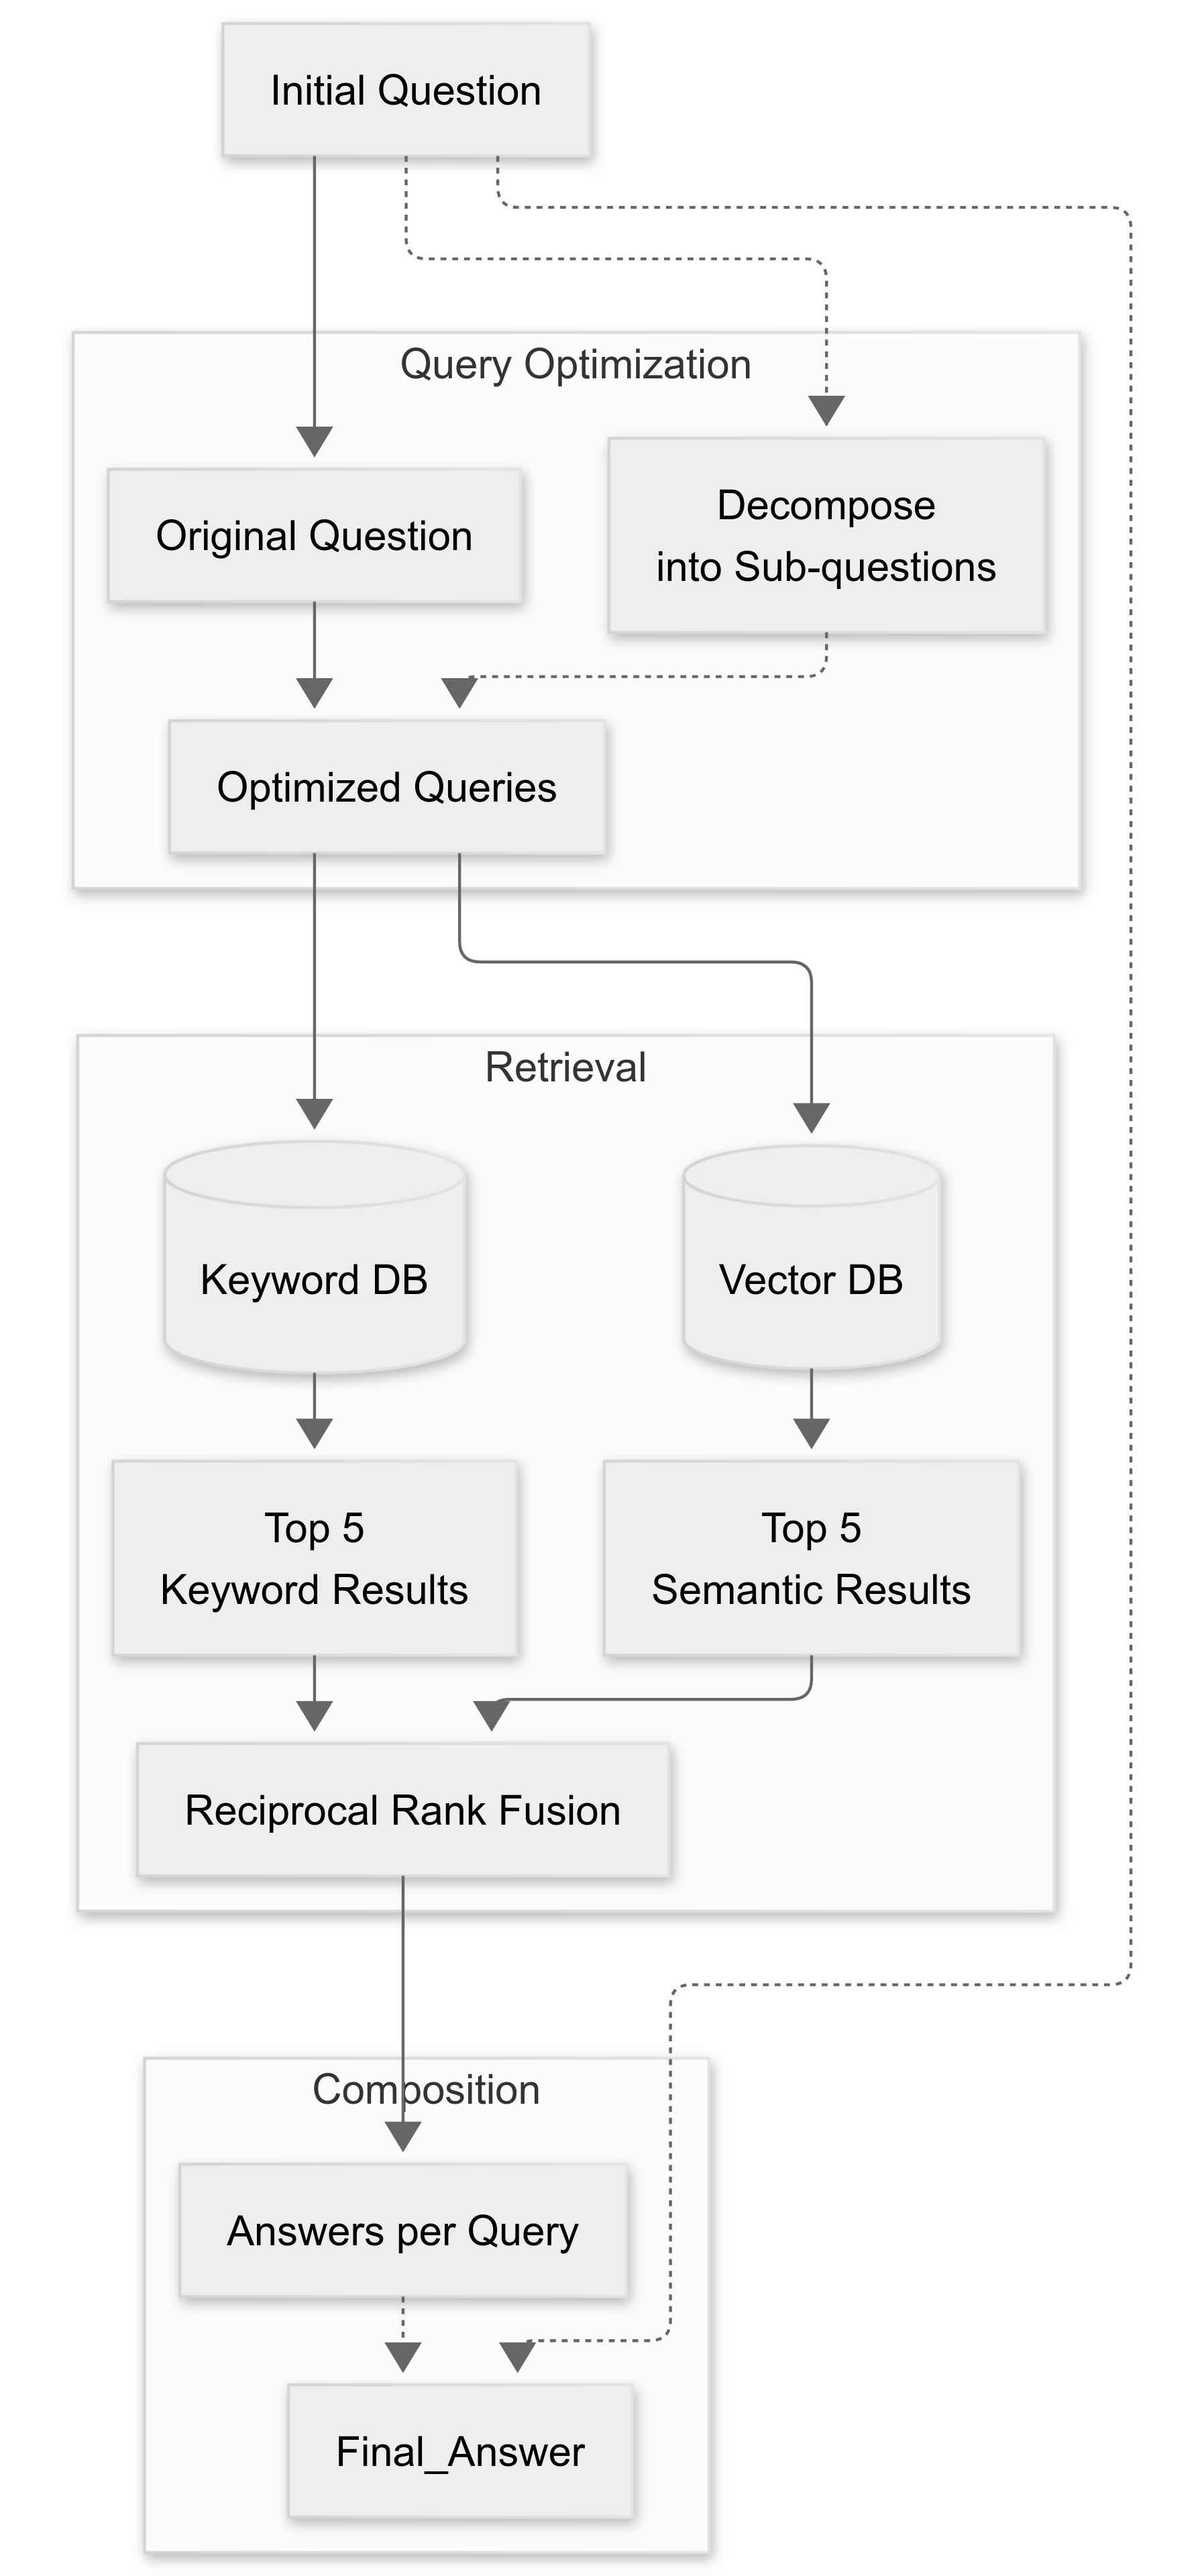 Initial Question
Query Optimization
Original Question
Decompose
into Sub-questions
Optimized Queries
Retrieval
Keyword DB
Vector DB
Top 5
Keyword Results
Top 5
Semantic Results
Reciprocal Rank Fusion
Composition
Answers per Query
Final_Answer